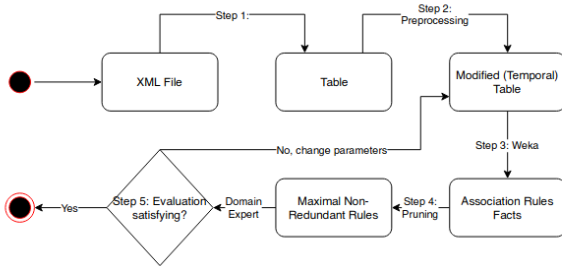 Step 1:
Step 2:
Preprocessing
XML File
Table
Modified (Temporal)
Table
No, change parameters
Step 3: Weka
Yes
Step 5: Evaluation
satisfying?
Domain
Expert
Maximal Non-
Redundant Rules
Step 4:
Pruning
Association Rules
Facts